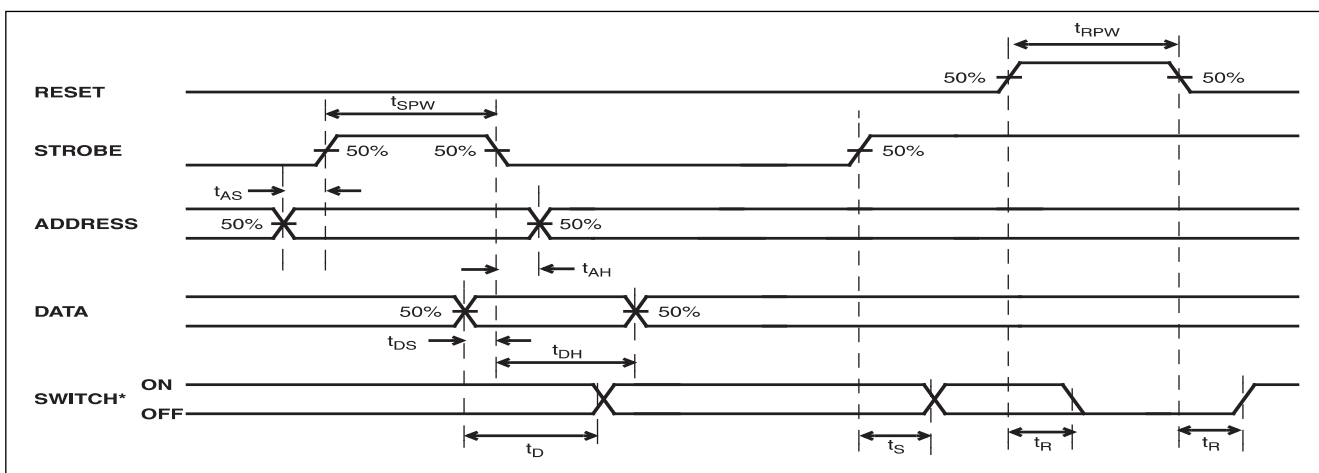 tRPW
RESET 50% 50%
tSPW
STROBE 50% 50% 50%
tAS
ADDRESS 50% 50%
tAH
DATA 50% 50%
tDS tDH
ON
SWITCH*
OFF
tD tS tR tR